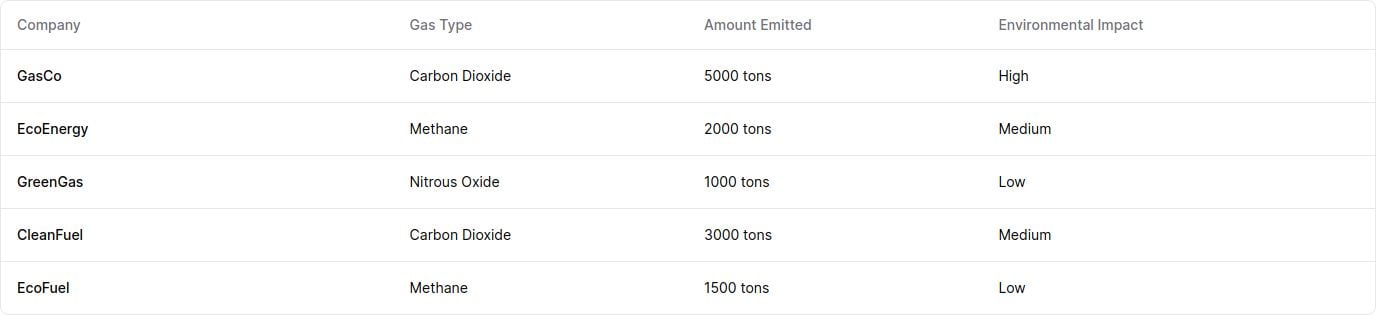 Company Gas Type Amount Emitted Environmental Impact
GasCo Carbon Dioxide 5000 tons High
EcoEnergy Methane 2000 tons Medium
GreenGas Nitrous Oxide 1000 tons Low
CleanFuel Carbon Dioxide 3000 tons Medium
EcoFuel Methane 1500 tons Low